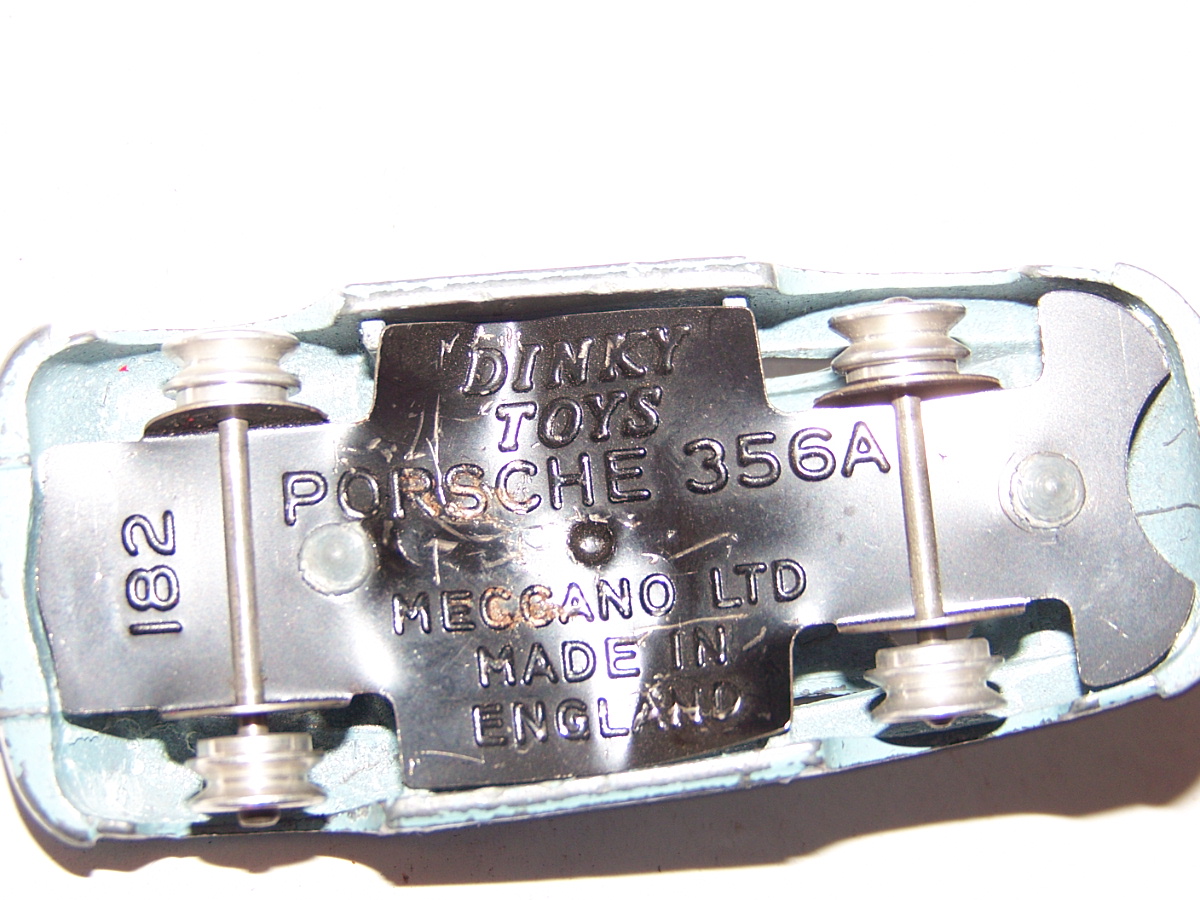 DINKY
TOYS
PORSCHE 356A
182
MECCANO LTD
MADE IN
ENGLAND